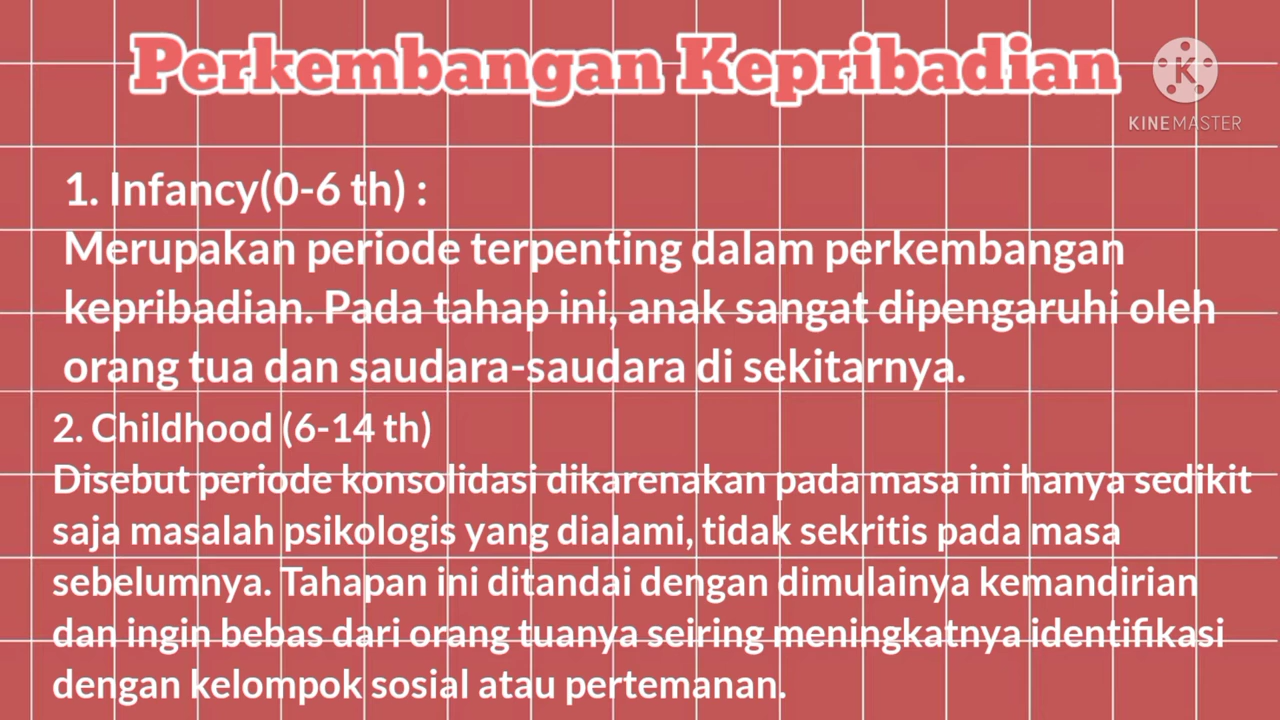 Perkembangan Kepribadian
KINEMASTER
1. Infancy(0-6 th) :
Merupakan periode terpenting dalam perkembangan
kepribadian. Pada tahap ini, anak sangat dipengaruhi oleh
orang tua dan saudara-saudara di sekitarnya.
2. Childhood (6-14 th)
Disebut periode konsolidasi dikarenakan pada masa ini hanya sedikit
saja masalah psikologis yang dialami, tidak sekritis pada masa
sebelumnya. Tahapan ini ditandai dengan dimulainya kemandirian
dan ingin bebas dari orang tuanya seiring meningkatnya identifikasi
dengan kelompok sosial atau pertemanan.